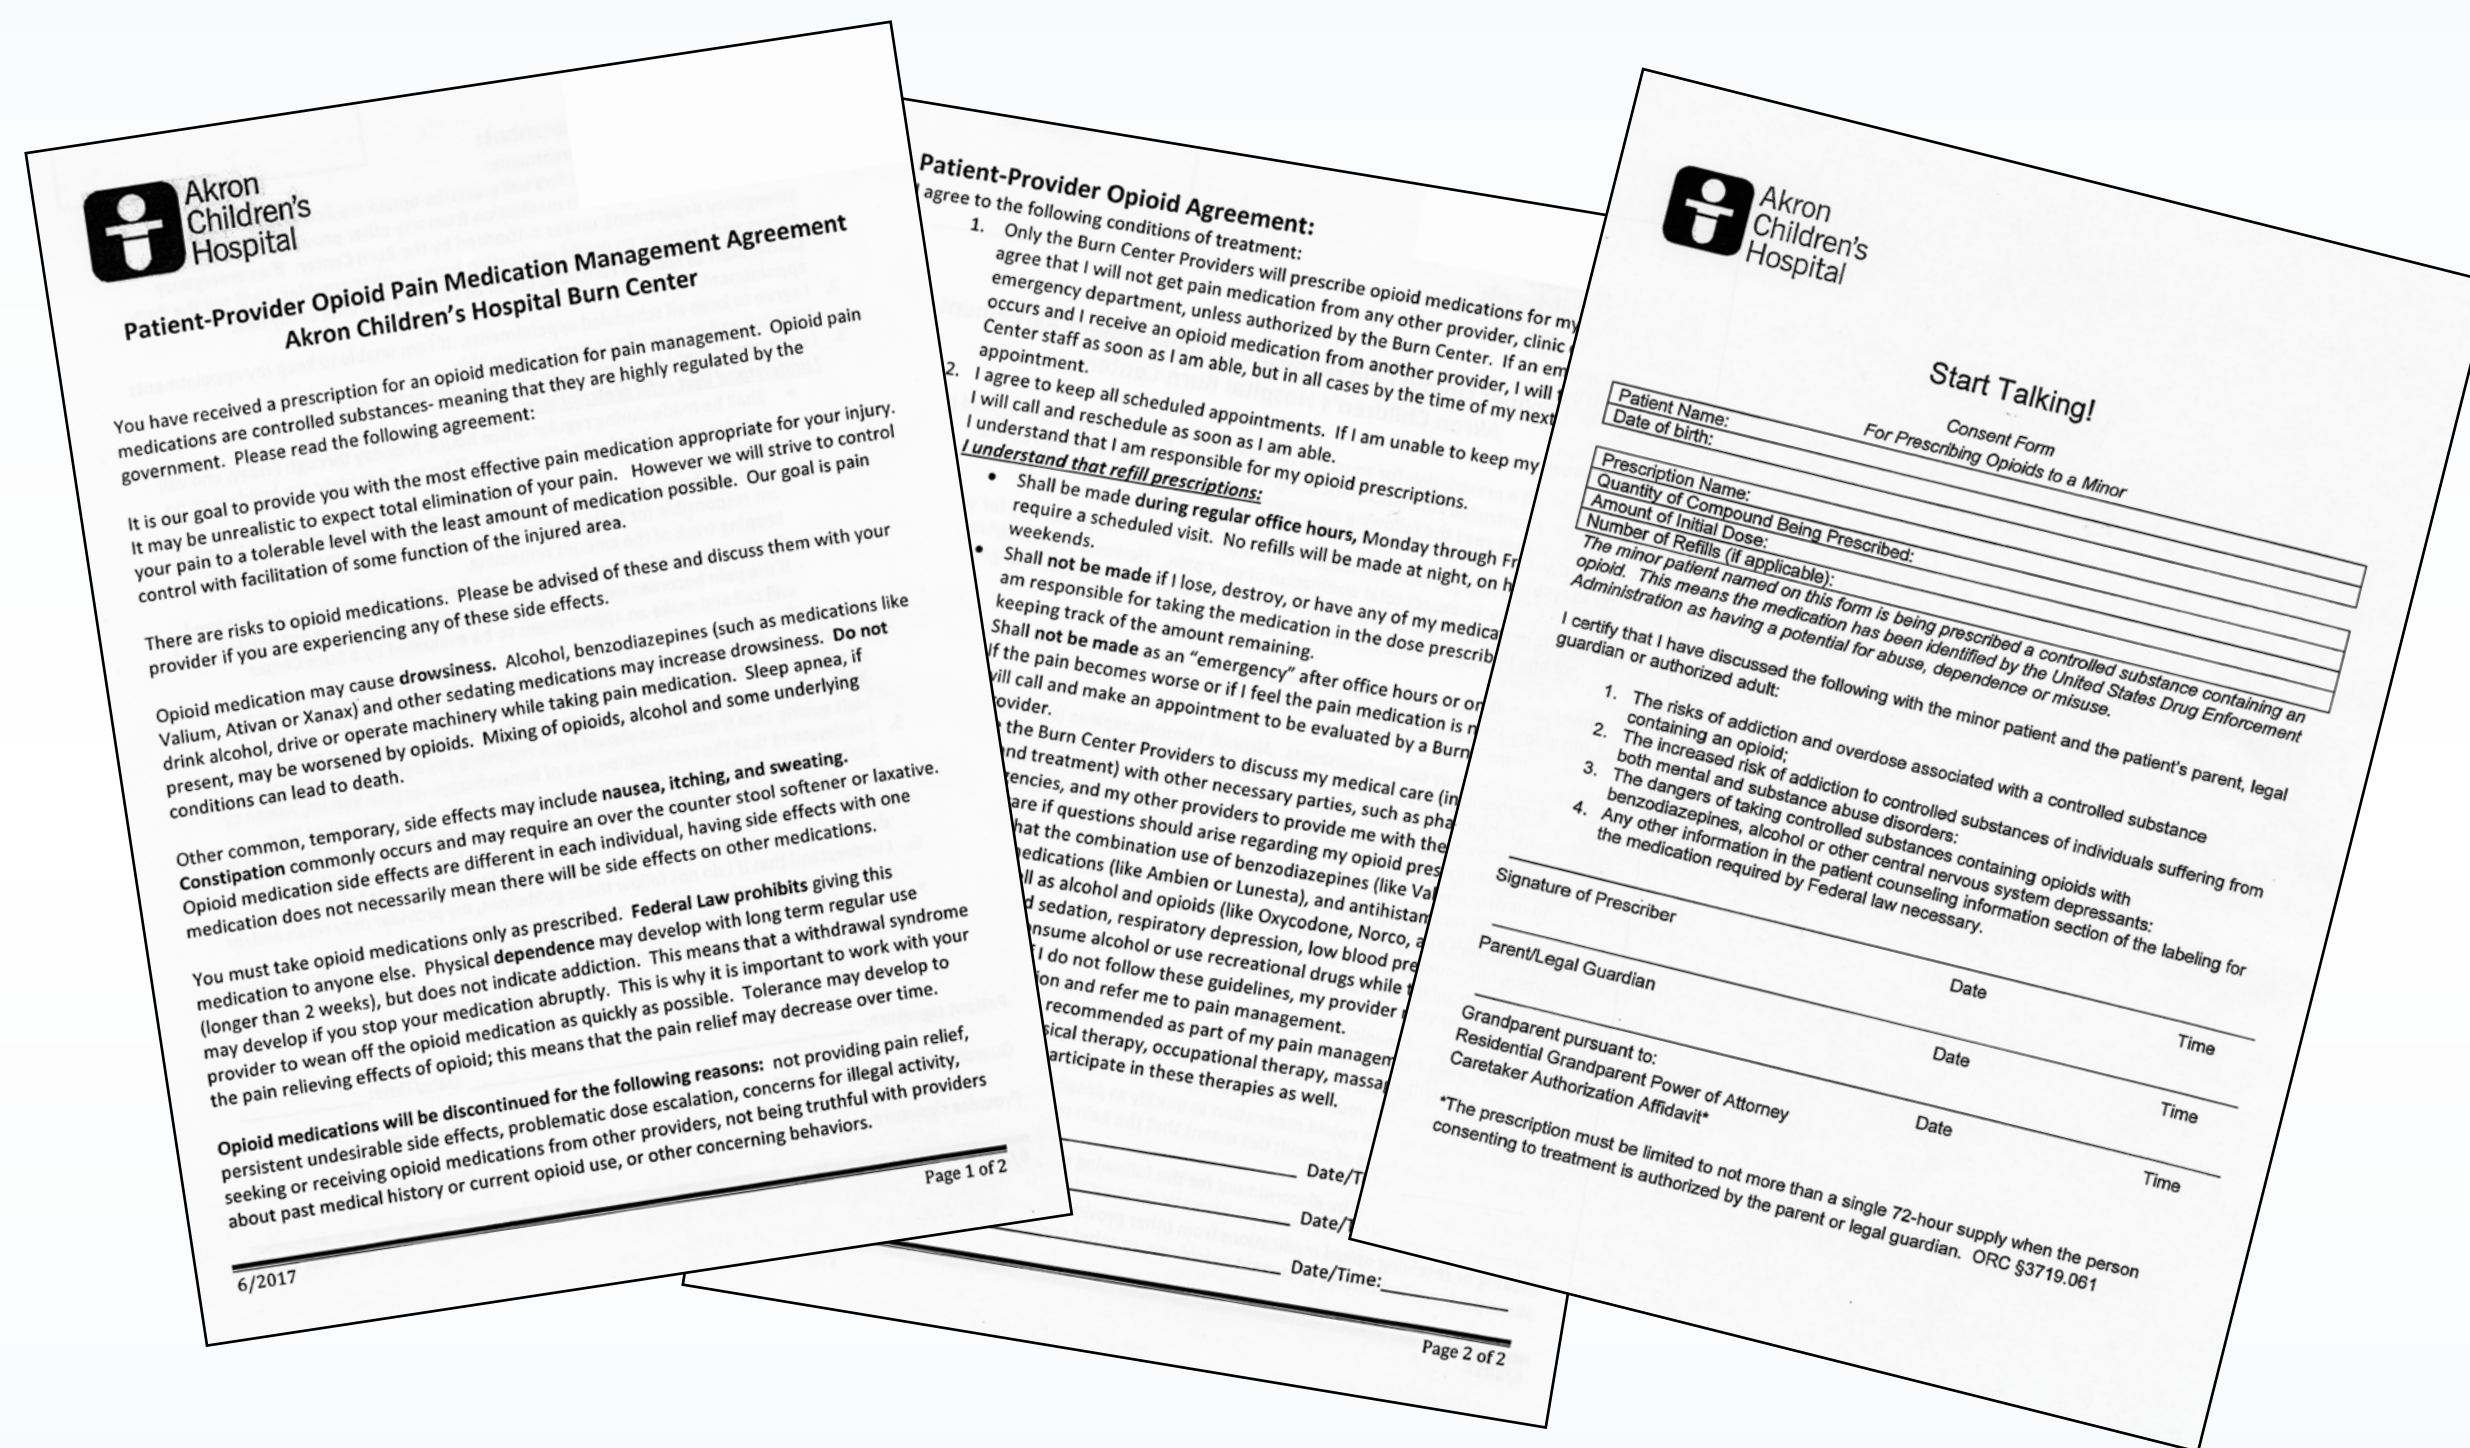 Akron
Children's
Hospital
Patient-Provider Opioid Pain Medication Management Agreement
Akron Children's Hospital Burn Center
You have received a prescription for an opioid medication for pain management. Opioid pain
medications are controlled substances- meaning that they are highly regulated by the
government. Please read the following agreement:
It is our goal to provide you with the most effective pain medication appropriate for your injury.
It may be unrealistic to expect total elimination of your pain. However we will strive to control
your pain to a tolerable level with the least amount of medication possible. Our goal is pain
control with facilitation of some function of the injured area.
There are risks to opioid medications. Please be advised of these and discuss them with your
provider if you are experiencing any of these side effects.
Opioid medication may cause drowsiness. Alcohol, benzodiazepines (such as medications like
Valium, Ativan or Xanax) and other sedating medications may increase drowsiness. Do not
drink alcohol, drive or operate machinery while taking pain medication. Sleep apnea, if
present, may be worsened by opioids. Mixing of opioids, alcohol and some underlying
conditions can lead to death.
Other common, temporary, side effects may include nausea, itching, and sweating.
Constipation commonly occurs and may require an over the counter stool softener or laxative.
Opioid medication side effects are different in each individual, having side effects with one
medication does not necessarily mean there will be side effects on other medications.
You must take opioid medications only as prescribed. Federal Law prohibits giving this
medication to anyone else. Physical dependence may develop with long term regular use
(longer than 2 weeks), but does not indicate addiction. This means that a withdrawal syndrome
may develop if you stop your medication abruptly. This is why it is important to work with your
provider to wean off the opioid medication as quickly as possible. Tolerance may develop to
the pain relieving effects of opioid; this means that the pain relief may decrease over time.
Opioid medications will be discontinued for the following reasons: not providing pain relief,
persistent undesirable side effects, problematic dose escalation, concerns for illegal activity,
seeking or receiving opioid medications from other providers, not being truthful with providers
about past medical history or current opioid use, or other concerning behaviors.
Page 1 of 2
6/2017
Patient-Provider Opioid Agreement:
I agree to the following conditions of treatment:
1. Only the Burn Center Providers will prescribe opioid medications for my
agree that I will not get pain medication from any other provider, clinic
emergency department, unless authorized by the Burn Center. If an em
occurs and I receive an opioid medication from another provider, I will
Center staff as soon as I am able, but in all cases by the time of my next
appointment.
2. I agree to keep all scheduled appointments. If I am unable to keep my
I will call and reschedule as soon as I am able.
I understand that I am responsible for my opioid prescriptions.
I understand that refill prescriptions:
• Shall be made during regular office hours, Monday through Fr
require a scheduled visit. No refills will be made at night, on h
weekends.
• Shall not be made if I lose, destroy, or have any of my medica
am responsible for taking the medication in the dose prescrib
keeping track of the amount remaining.
Shall not be made as an "emergency" after office hours or on
If the pain becomes worse or if I feel the pain medication is n
will call and make an appointment to be evaluated by a Burn
ovider.
the Burn Center Providers to discuss my medical care (in
nd treatment) with other necessary parties, such as pha
encies, and my other providers to provide me with the
are if questions should arise regarding my opioid pres
hat the combination use of benzodiazepines (like Val
edications (like Ambien or Lunesta), and antihistam
ll as alcohol and opioids (like Oxycodone, Norco, a
d sedation, respiratory depression, low blood pre
nsume alcohol or use recreational drugs while t
I do not follow these guidelines, my provider
on and refer me to pain management.
recommended as part of my pain managem
sical therapy, occupational therapy, massa
articipate in these therapies as well.
Date/T
Date/T
Date/Time:
Page 2 of 2
Akron
Children's
Hospital
Start Talking!
Consent Form
For Prescribing Opioids to a Minor
Patient Name:
Date of birth:
Prescription Name:
Quantity of Compound Being Prescribed:
Amount of Initial Dose:
Number of Refills (if applicable):
The minor patient named on this form is being prescribed a controlled substance containing an
opioid. This means the medication has been identified by the United States Drug Enforcement
Administration as having a potential for abuse, dependence or misuse.
I certify that I have discussed the following with the minor patient and the patient's parent, legal
guardian or authorized adult:
1. The risks of addiction and overdose associated with a controlled substance
containing an opioid;
2. The increased risk of addiction to controlled substances of individuals suffering from
both mental and substance abuse disorders:
3. The dangers of taking controlled substances containing opioids with
benzodiazepines, alcohol or other central nervous system depressants:
4. Any other information in the patient counseling information section of the labeling for
the medication required by Federal law necessary.
Signature of Prescriber Date Time
Parent/Legal Guardian Date Time
Grandparent pursuant to: Date Time
Residential Grandparent Power of Attorney
Caretaker Authorization Affidavit*
*The prescription must be limited to not more than a single 72-hour supply when the person
consenting to treatment is authorized by the parent or legal guardian. ORC §3719.061